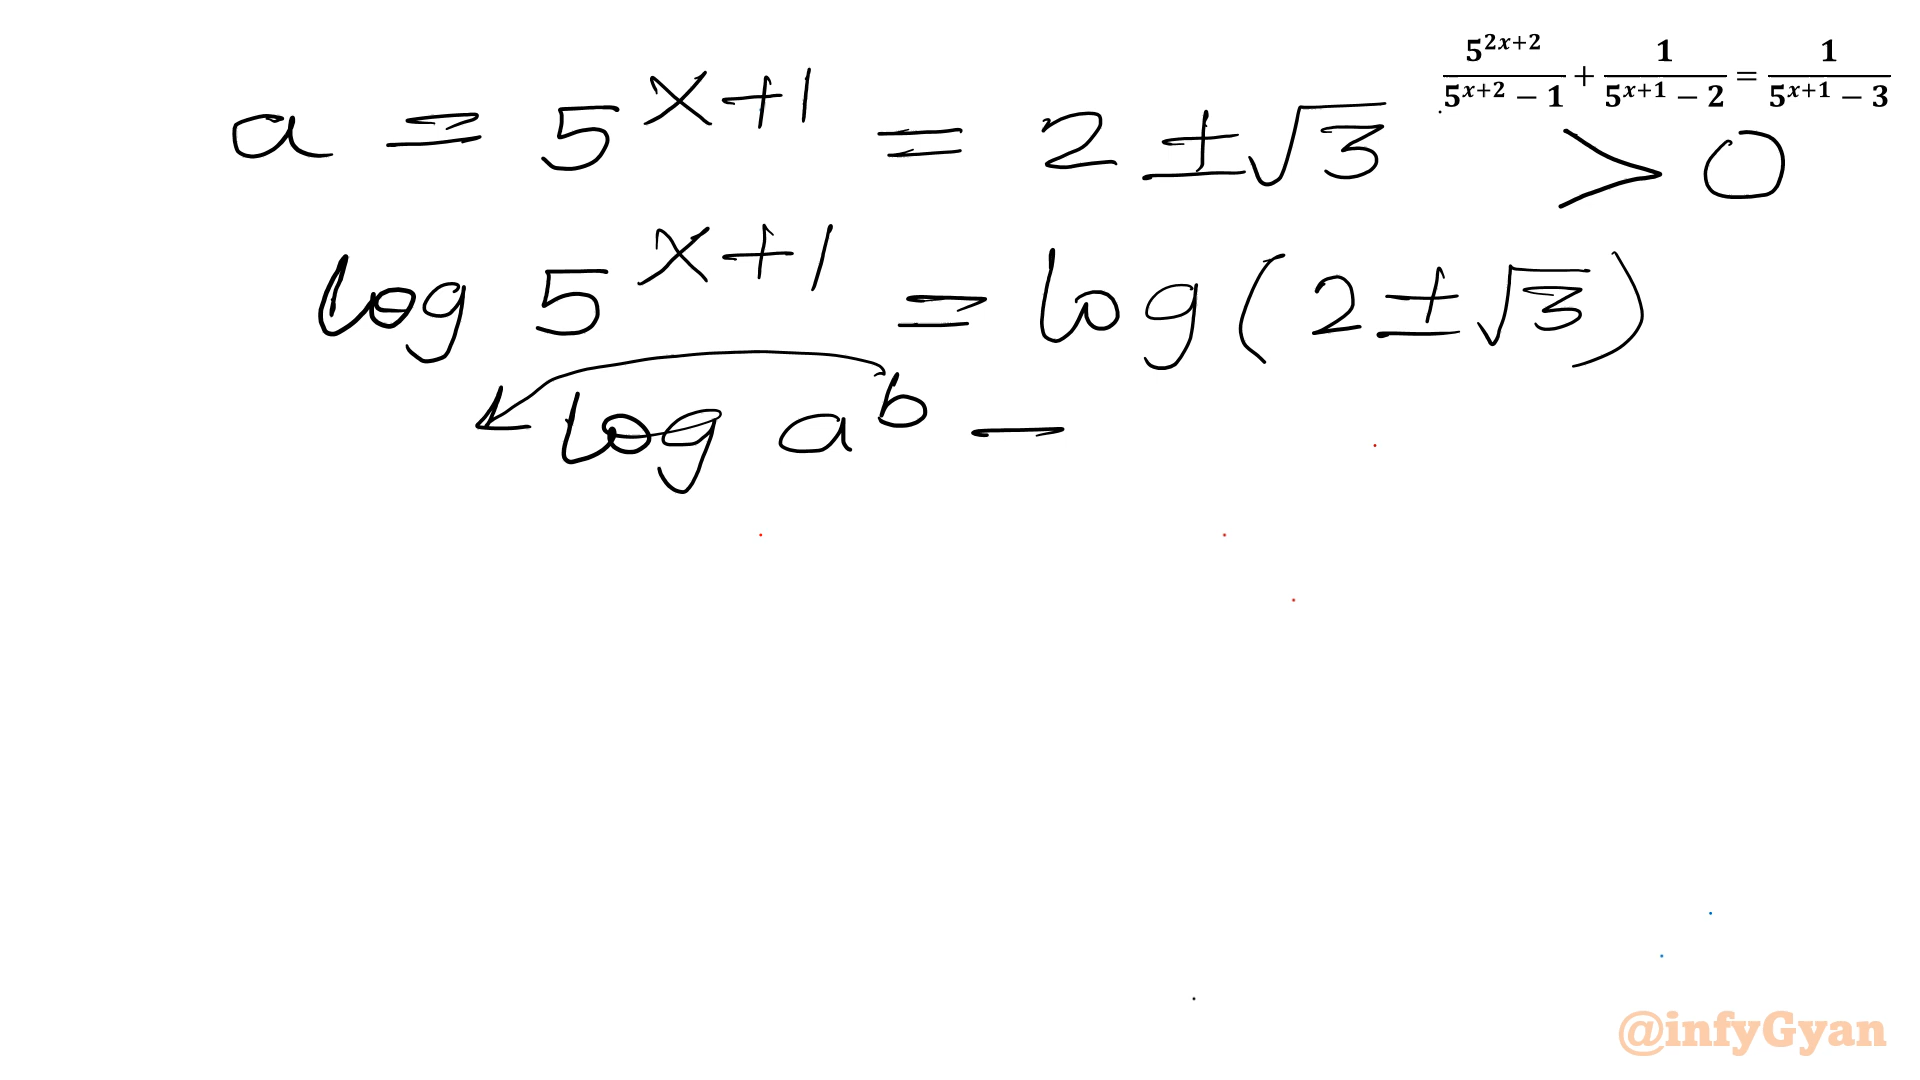 5^{2x+2}/(5^{x+2} − 1) + 1/(5^{x+1} − 2) = 1/(5^{x+1} − 3)
a = 5^{x+1} = 2 ± √3 > 0
log 5^{x+1} = log(2 ± √3)
log a^b −
@infyGyan